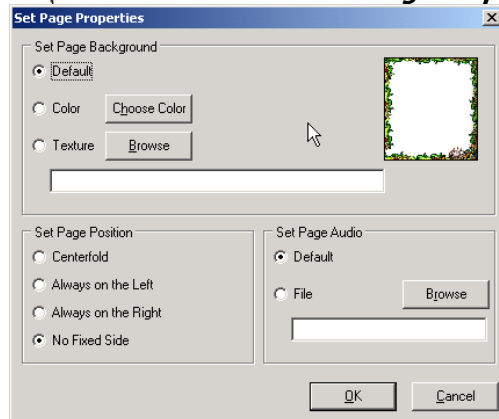 Set Page Properties
Set Page Background
Default
Color Choose Color
Texture Browse
Set Page Position
Centerfold
Always on the Left
Always on the Right
No Fixed Side
Set Page Audio
Default
File Browse
OK Cancel